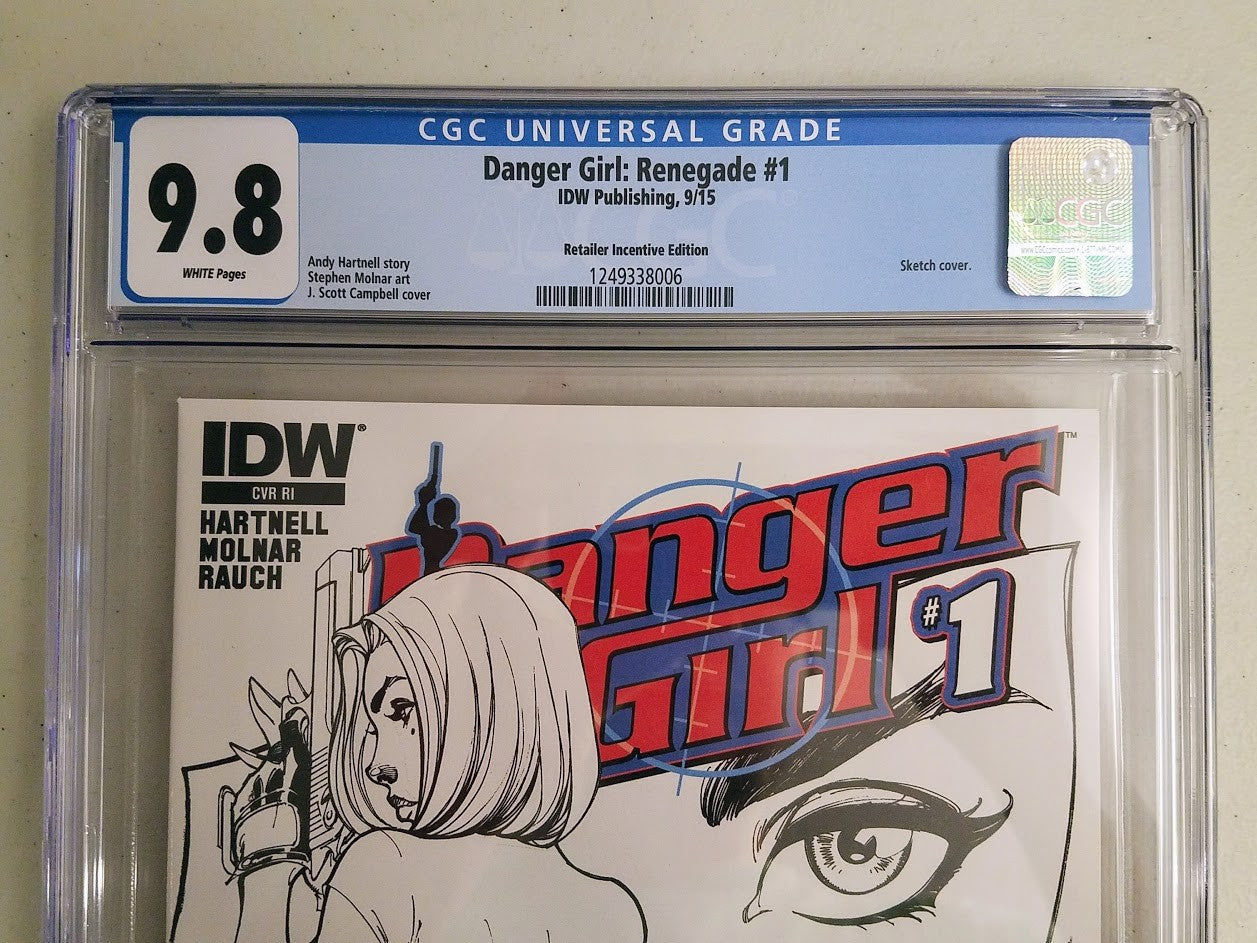 CGC UNIVERSAL GRADE
9.8
WHITE Pages
Danger Girl: Renegade #1
IDW Publishing, 9/15
Retailer Incentive Edition
1249338006
Andy Hartnell story
Stephen Molnar art
J. Scott Campbell cover
Sketch cover.
CGC
IDW®
CVR RI
HARTNELL
MOLNAR
RAUCH
Danger
Girl
#1
™